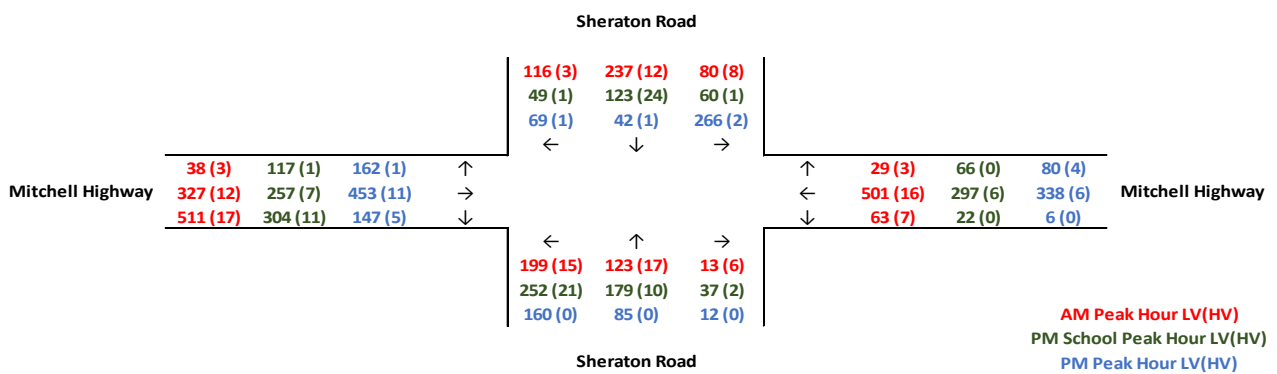 Sheraton Road
116 (3) 237 (12) 80 (8)
49 (1) 123 (24) 60 (1)
69 (1) 42 (1) 266 (2)
← ↓ →
38 (3) 117 (1) 162 (1) ↑ ↑ 29 (3) 66 (0) 80 (4)
Mitchell Highway 327 (12) 257 (7) 453 (11) → ← 501 (16) 297 (6) 338 (6) Mitchell Highway
511 (17) 304 (11) 147 (5) ↓ ↓ 63 (7) 22 (0) 6 (0)
← ↑ →
199 (15) 123 (17) 13 (6)
252 (21) 179 (10) 37 (2)
160 (0) 85 (0) 12 (0)
AM Peak Hour LV(HV)
PM School Peak Hour LV(HV)
PM Peak Hour LV(HV)
Sheraton Road